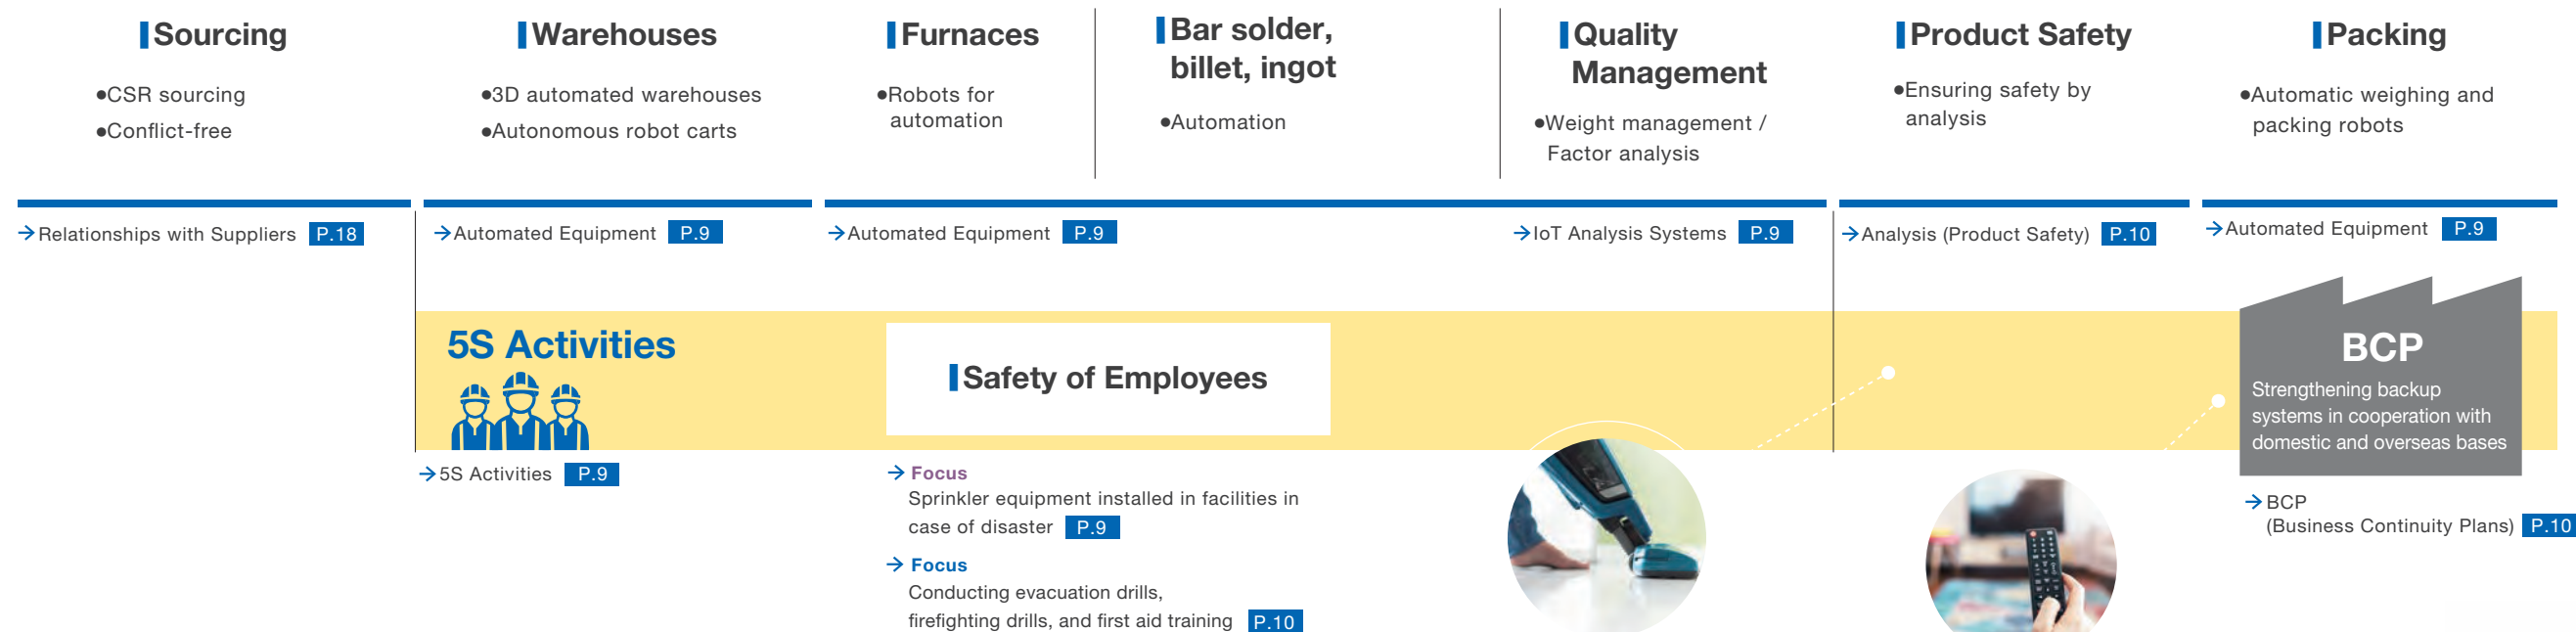 Sourcing
●CSR sourcing
●Conflict-free
Warehouses
●3D automated warehouses
●Autonomous robot carts
Furnaces
●Robots for
automation
Bar solder,
billet, ingot
●Automation
Quality
Management
●Weight management /
Factor analysis
Product Safety
●Ensuring safety by
analysis
Packing
●Automatic weighing and
packing robots
→Relationships with Suppliers P.18
→Automated Equipment P.9
→Automated Equipment P.9
→IoT Analysis Systems P.9
→Analysis (Product Safety) P.10
→Automated Equipment P.9
5S Activities
Safety of Employees
BCP
Strengthening backup
systems in cooperation with
domestic and overseas bases
→5S Activities P.9
→ Focus
Sprinkler equipment installed in facilities in
case of disaster P.9
→ Focus
Conducting evacuation drills,
firefighting drills, and first aid training P.10
→ BCP
(Business Continuity Plans) P.10